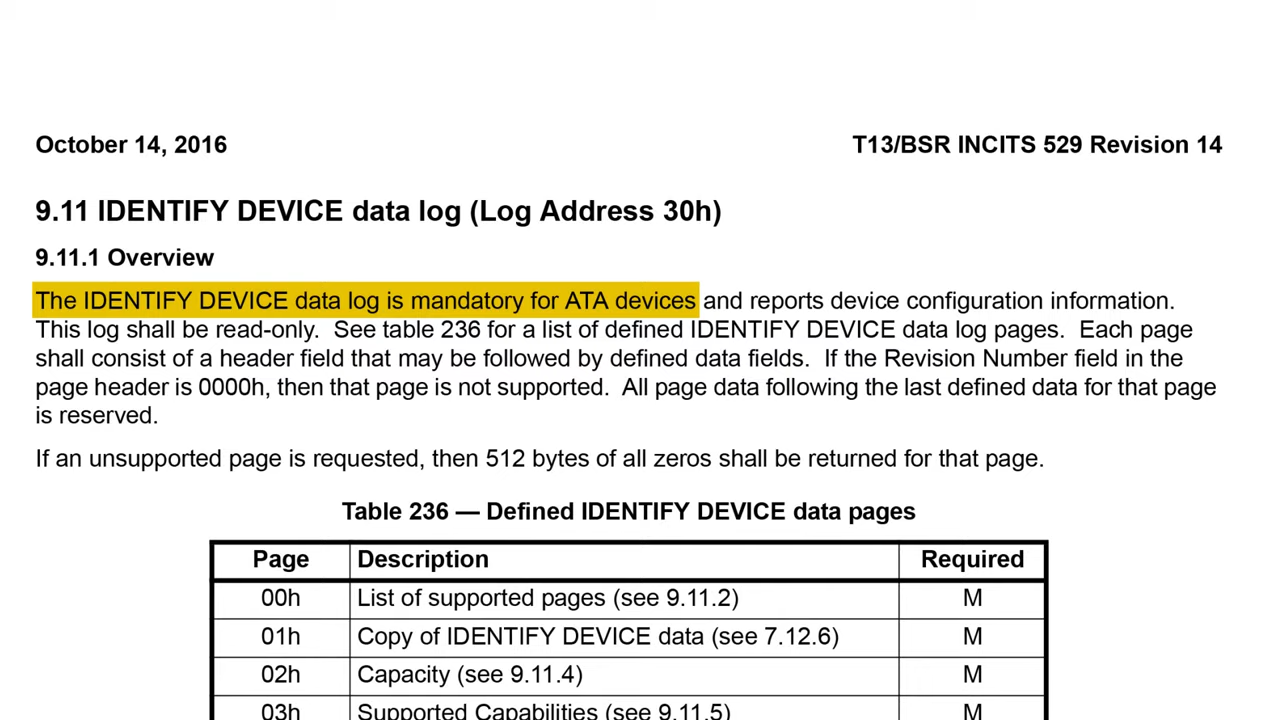 October 14, 2016 T13/BSR INCITS 529 Revision 14
9.11 IDENTIFY DEVICE data log (Log Address 30h)
9.11.1 Overview
The IDENTIFY DEVICE data log is mandatory for ATA devices and reports device configuration information.
This log shall be read-only. See table 236 for a list of defined IDENTIFY DEVICE data log pages. Each page
shall consist of a header field that may be followed by defined data fields. If the Revision Number field in the
page header is 0000h, then that page is not supported. All page data following the last defined data for that page
is reserved.
If an unsupported page is requested, then 512 bytes of all zeros shall be returned for that page.
Table 236 — Defined IDENTIFY DEVICE data pages
Page Description Required
00h List of supported pages (see 9.11.2) M
01h Copy of IDENTIFY DEVICE data (see 7.12.6) M
02h Capacity (see 9.11.4) M
03h Supported Capabilities (see 9.11.5) M